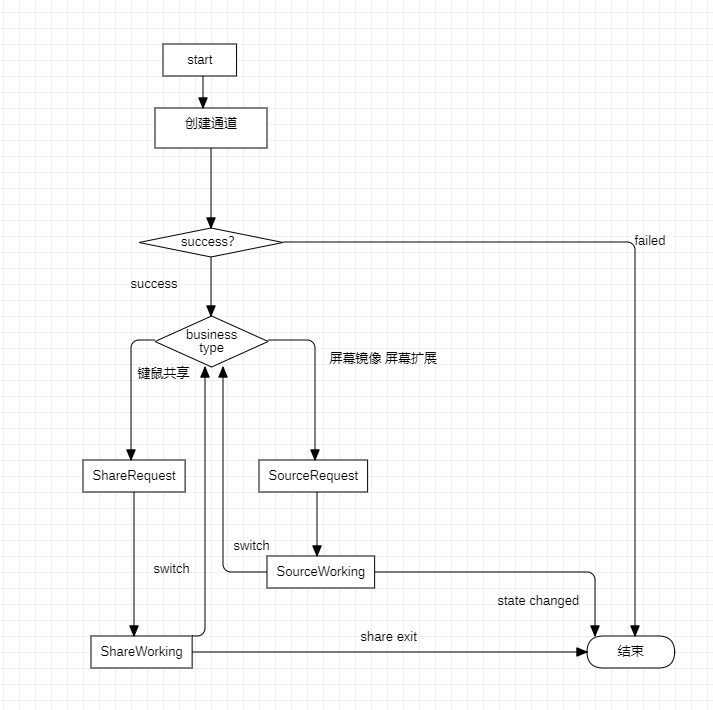 start
创建通道
success?
failed
success
business
type
键鼠共享
屏幕镜像 屏幕扩展
ShareRequest
SourceRequest
switch
switch
SourceWorking
state changed
share exit
ShareWorking
结束